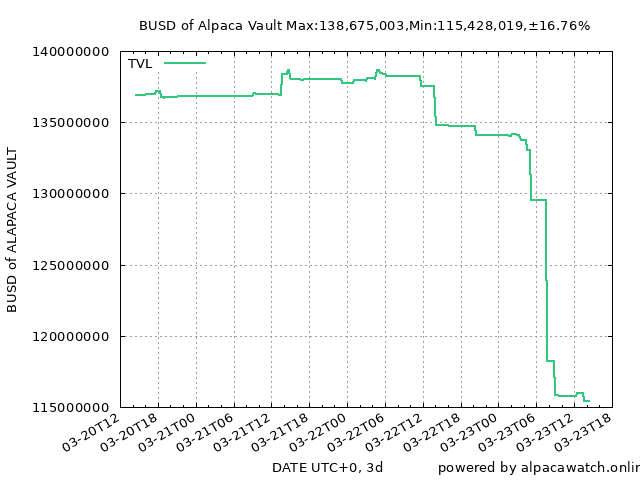 BUSD of Alpaca Vault Max:138,675,003,Min:115,428,019,±16.76%
TVL
140000000
135000000
130000000
125000000
120000000
115000000
BUSD of ALAPACA VAULT
03-20T12
03-20T18
03-21T00
03-21T06
03-21T12
03-21T18
03-22T00
03-22T06
03-22T12
03-22T18
03-23T00
03-23T06
03-23T12
03-23T18
DATE UTC+0, 3d
powered by alpacawatch.onlin